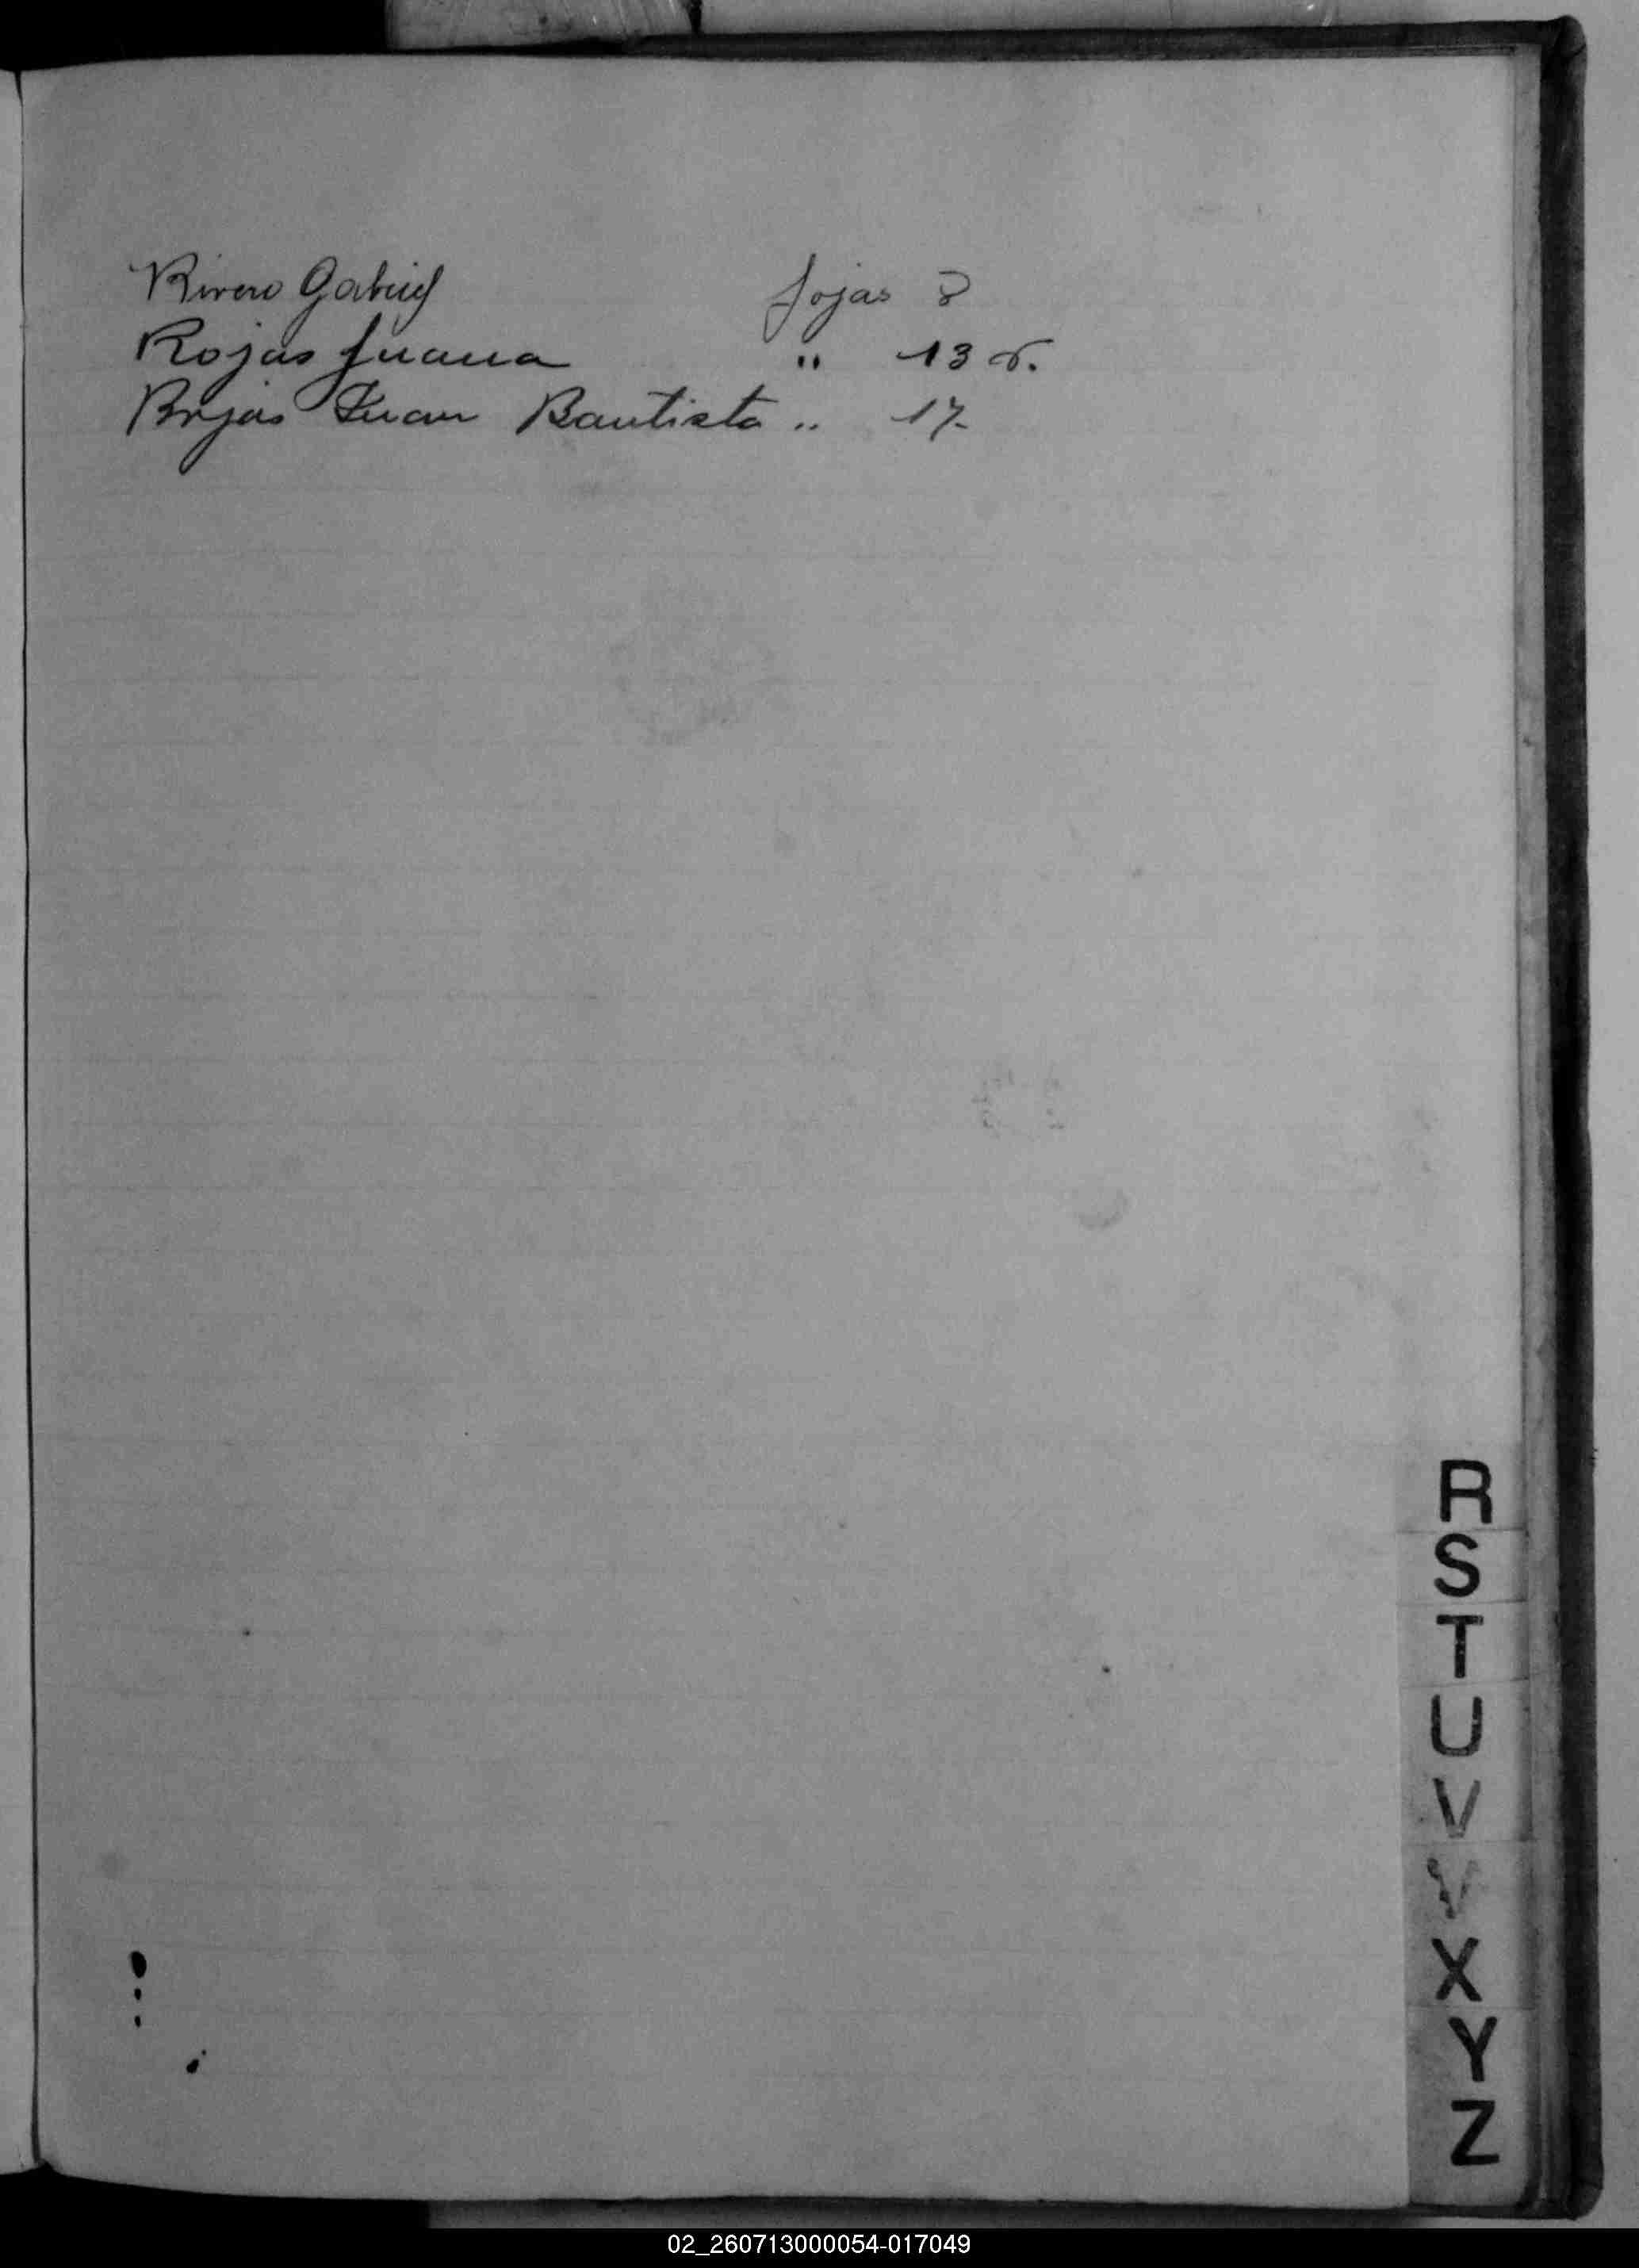 Rivero Gabriel fojas 8
Rojas Juana " 13 v.
Rojas Juan Bautista " 17
R
S
T
U
V
X
Y
Z
02_260713000054-017049